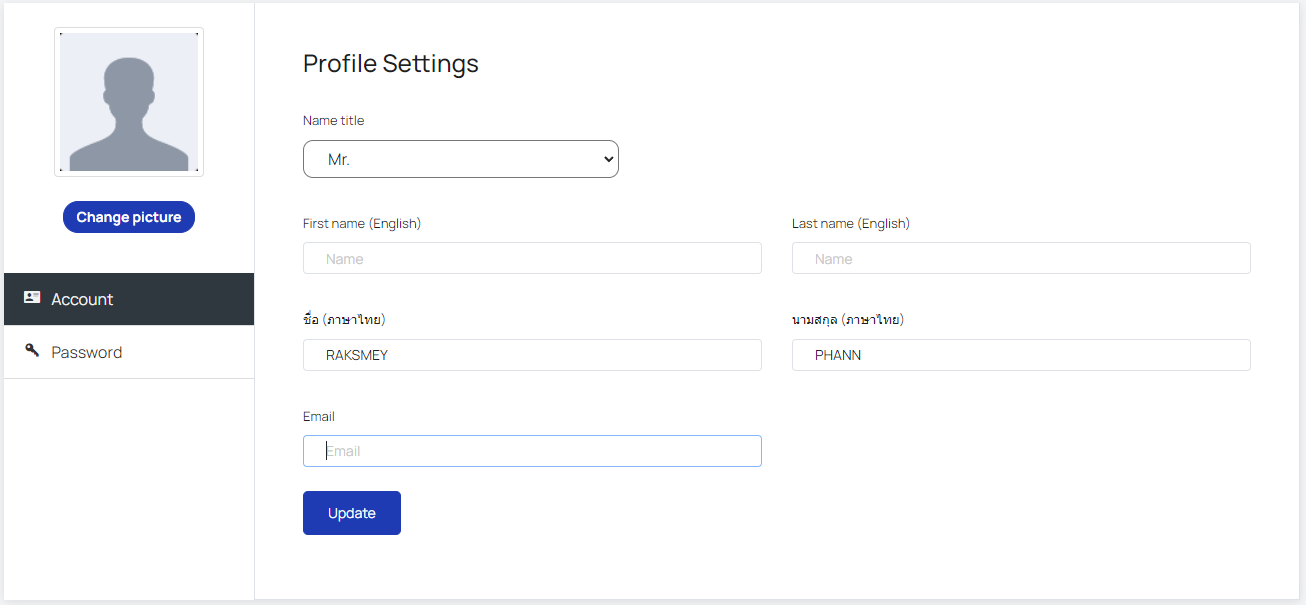 Change picture
Account
Password
Profile Settings
Name title
Mr.
First name (English)
Last name (English)
Name
Name
ชื่อ (ภาษาไทย)
นามสกุล (ภาษาไทย)
RAKSMEY
PHANN
Email
Email
Update